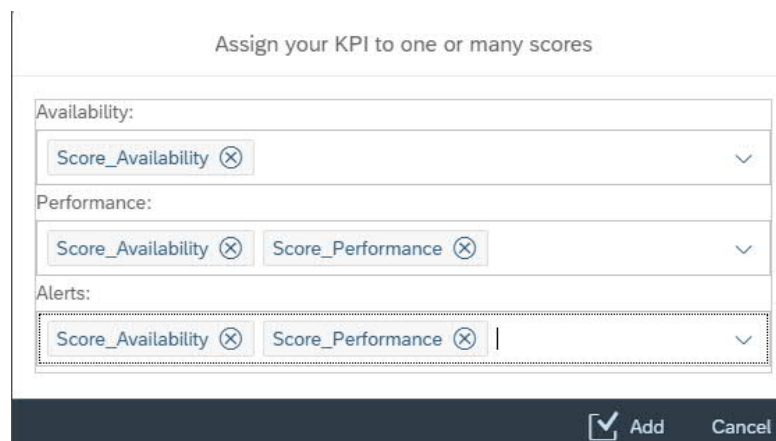 Assign your KPI to one or many scores
Availability:
Score_Availability
Performance:
Score_Availability Score_Performance
Alerts:
Score_Availability Score_Performance
Add Cancel